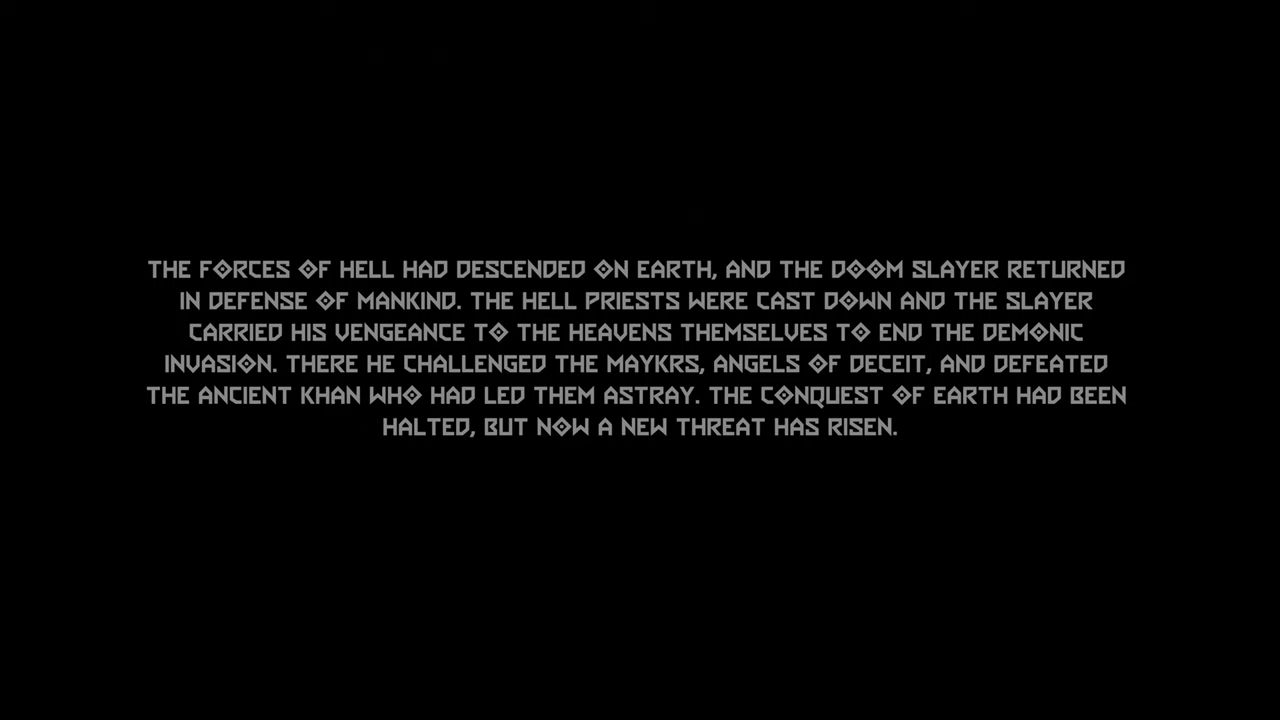 THE FORCES OF HELL HAD DESCENDED ON EARTH, AND THE DOOM SLAYER RETURNED
IN DEFENSE OF MANKIND. THE HELL PRIESTS WERE CAST DOWN AND THE SLAYER
CARRIED HIS VENGEANCE TO THE HEAVENS THEMSELVES TO END THE DEMONIC
INVASION. THERE HE CHALLENGED THE MAYKRS, ANGELS OF DECEIT, AND DEFEATED
THE ANCIENT KHAN WHO HAD LED THEM ASTRAY. THE CONQUEST OF EARTH HAD BEEN
HALTED, BUT NOW A NEW THREAT HAS RISEN.